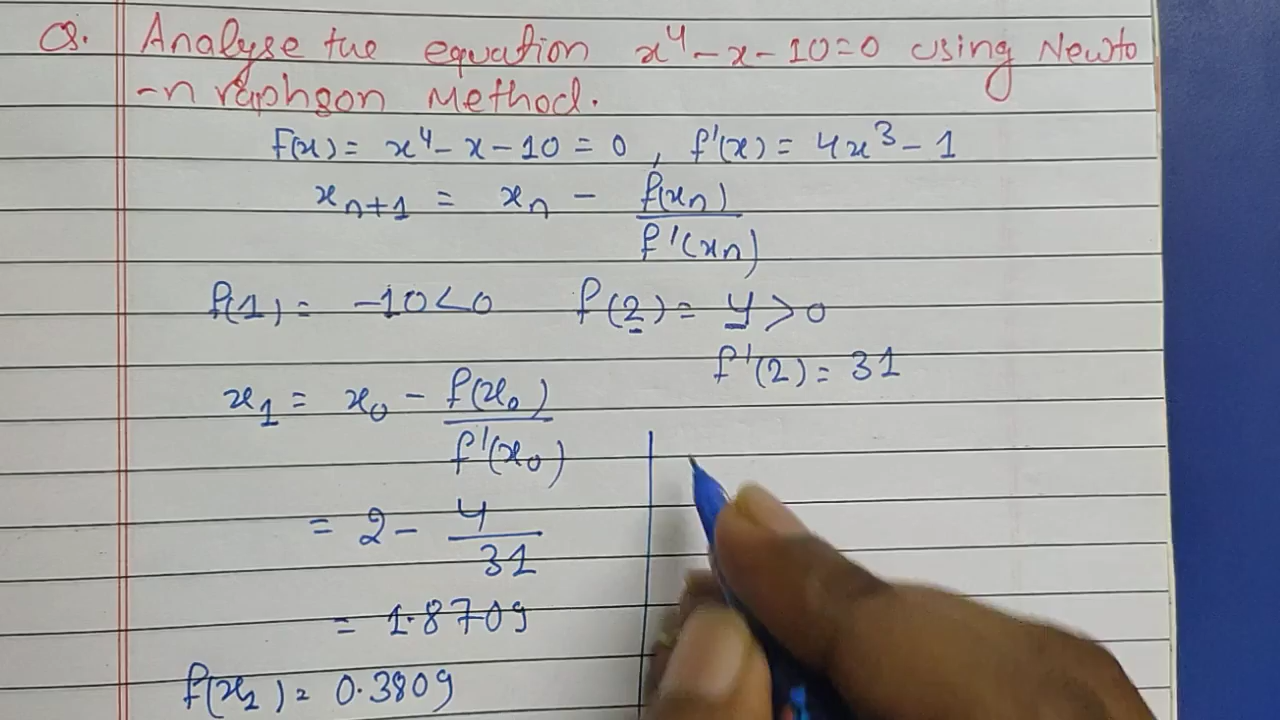 Q. Analyse the equation x⁴-x-10=0 using Newto
-n raphson Method.
F(x)= x⁴-x-10=0, f'(x)=4x³-1
xₙ₊₁ = xₙ - f(xₙ)/f'(xₙ)
f(1)= -10<0 f(2)= 4>0
f'(2)=31
x₁ = x₀ - f(x₀)/f'(x₀)
= 2- 4/31
= 1.8709
f(x₁)= 0.3809